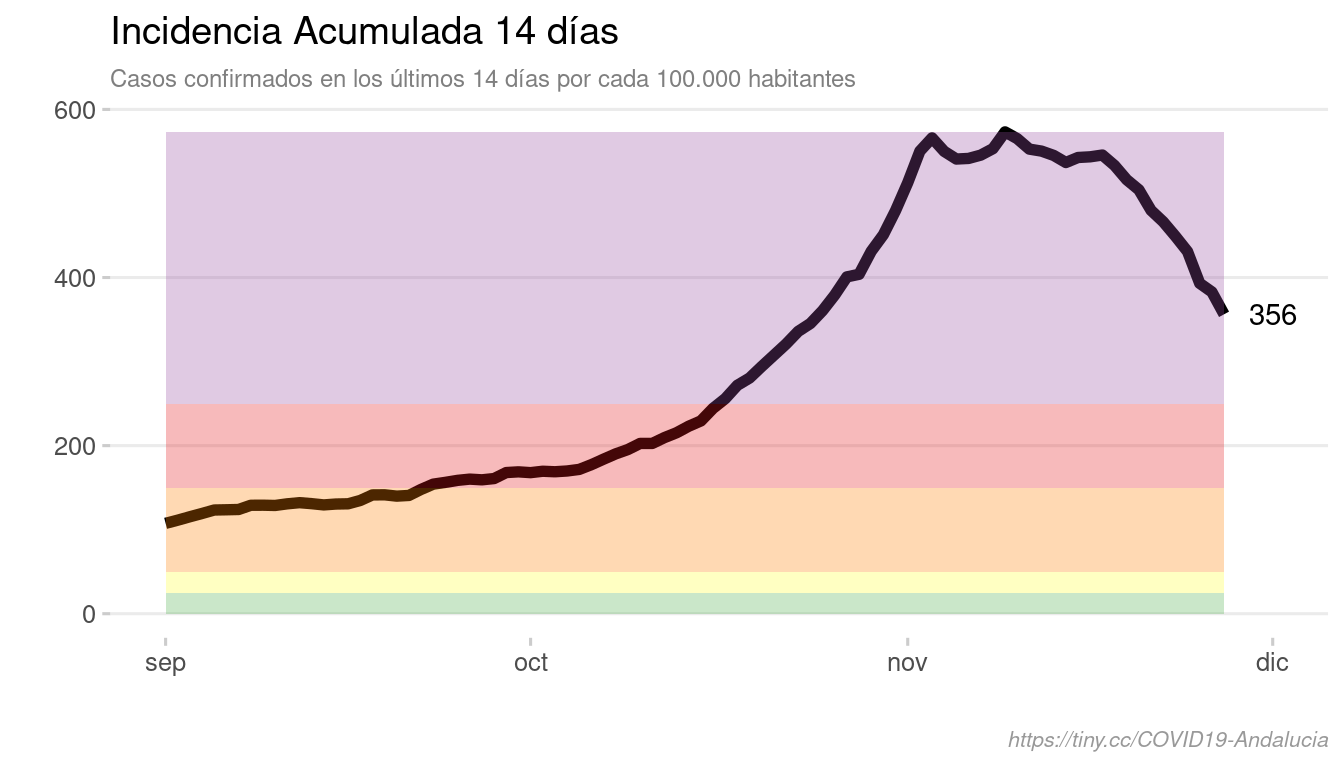 Incidencia Acumulada 14 días
Casos confirmados en los últimos 14 días por cada 100.000 habitantes
600
400
200
0
356
sep oct nov dic
https://tiny.cc/COVID19-Andalucia